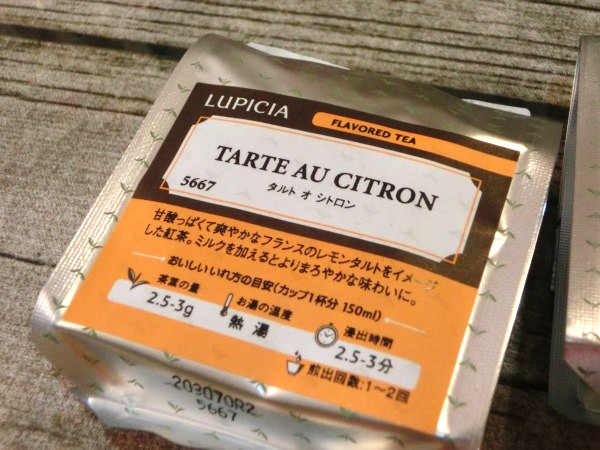 LUPICIA
FLAVORED TEA
TARTE AU CITRON
5667
タルト オ シトロン
甘酸っぱくて爽やかなフランスのレモンタルトをイメージ
した紅茶。ミルクを加えるとよりまろやかな味わいに。
おいしいいれ方の目安(カップ1杯分 150ml)
茶葉の量
2.5-3g
お湯の温度
熱湯
浸出時間
2.5-3分
煎出回数:1～2回
203070R2
5667